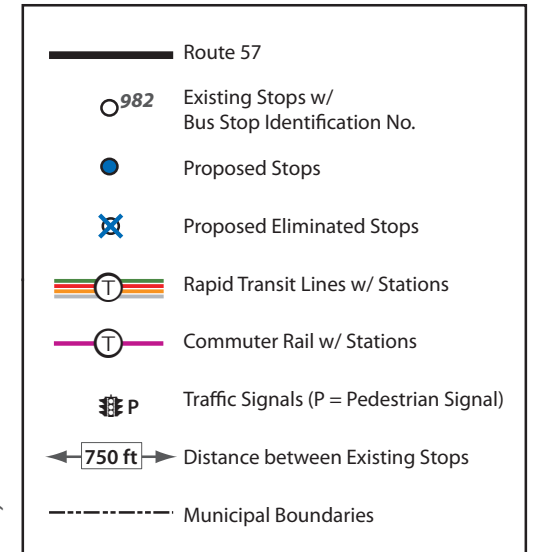 Route 57
982 Existing Stops w/
Bus Stop Identification No.
Proposed Stops
Proposed Eliminated Stops
T Rapid Transit Lines w/ Stations
T Commuter Rail w/ Stations
P Traffic Signals (P = Pedestrian Signal)
750 ft Distance between Existing Stops
Municipal Boundaries